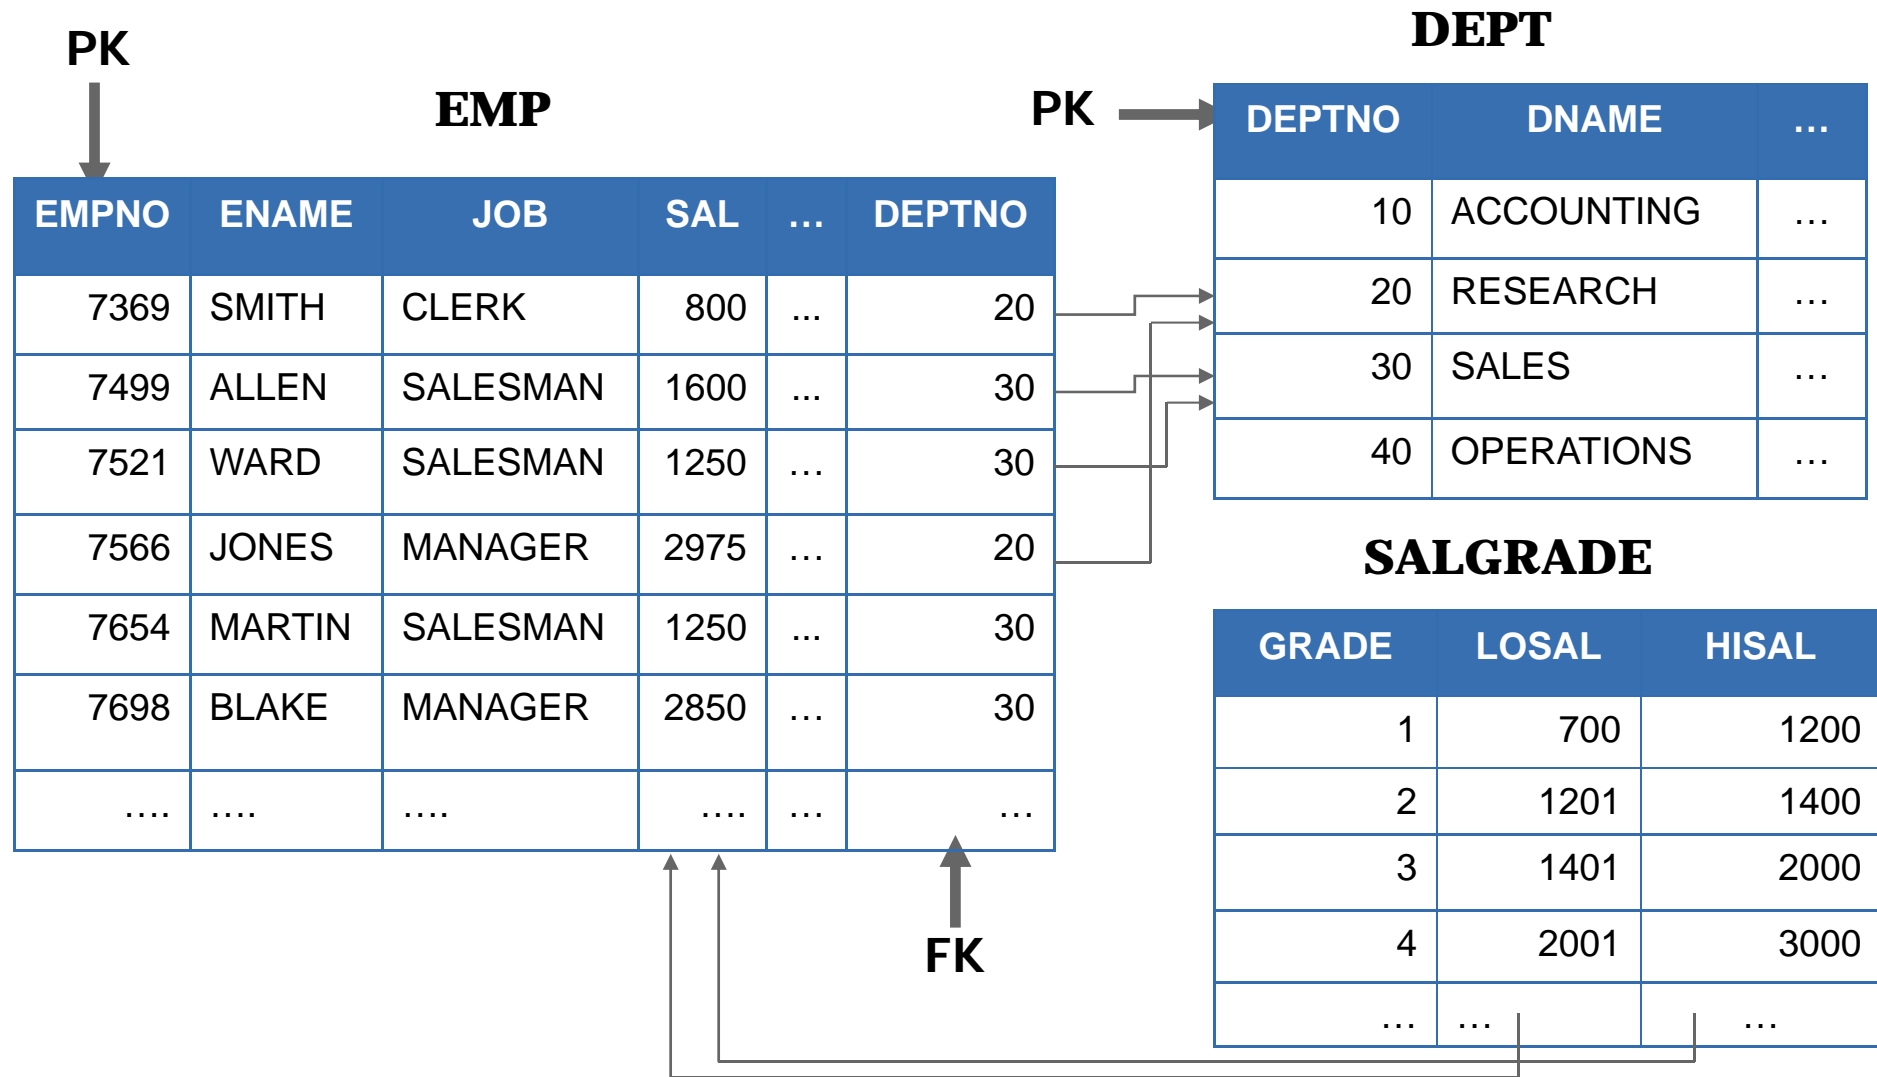 PK
EMP
EMPNO ENAME JOB SAL ... DEPTNO
7369 SMITH CLERK 800 ... 20
7499 ALLEN SALESMAN 1600 ... 30
7521 WARD SALESMAN 1250 … 30
7566 JONES MANAGER 2975 … 20
7654 MARTIN SALESMAN 1250 ... 30
7698 BLAKE MANAGER 2850 … 30
…. …. …. …. … …
FK
DEPT
PK
DEPTNO DNAME …
10 ACCOUNTING …
20 RESEARCH …
30 SALES …
40 OPERATIONS …
SALGRADE
GRADE LOSAL HISAL
1 700 1200
2 1201 1400
3 1401 2000
4 2001 3000
… … …